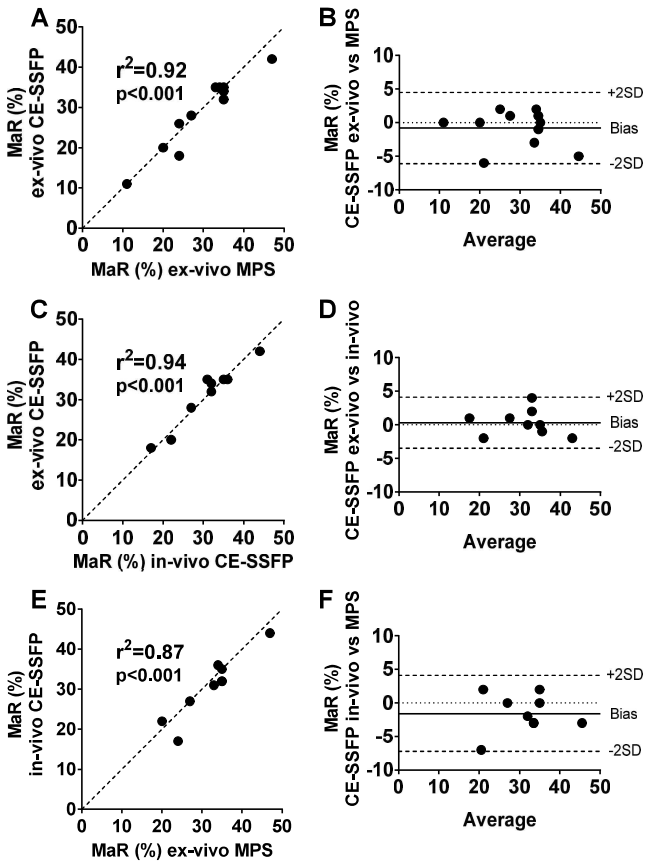 A
MaR (%)
ex-vivo CE-SSFP
50
40
30
20
10
0
r²=0.92
p<0.001
0 10 20 30 40 50
MaR (%) ex-vivo MPS
B
MaR (%)
CE-SSFP ex-vivo vs MPS
10
5
0
-5
-10
+2SD
Bias
-2SD
0 10 20 30 40 50
Average
C
MaR (%)
ex-vivo CE-SSFP
50
40
30
20
10
0
r²=0.94
p<0.001
0 10 20 30 40 50
MaR (%) in-vivo CE-SSFP
D
MaR (%)
CE-SSFP ex-vivo vs in-vivo
10
5
0
-5
-10
+2SD
Bias
-2SD
0 10 20 30 40 50
Average
E
MaR (%)
in-vivo CE-SSFP
50
40
30
20
10
0
r²=0.87
p<0.001
0 10 20 30 40 50
MaR (%) ex-vivo MPS
F
MaR (%)
CE-SSFP in-vivo vs MPS
10
5
0
-5
-10
+2SD
Bias
-2SD
0 10 20 30 40 50
Average